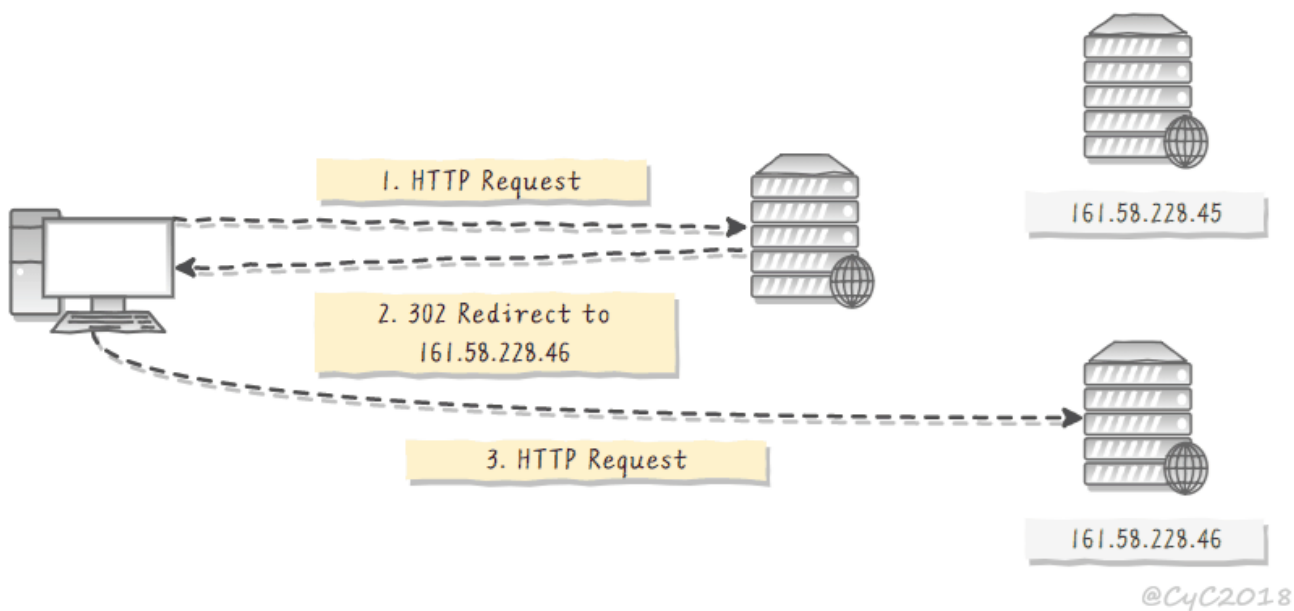 1. HTTP Request
161.58.228.45
2. 302 Redirect to
161.58.228.46
3. HTTP Request
161.58.228.46
@CyC2018